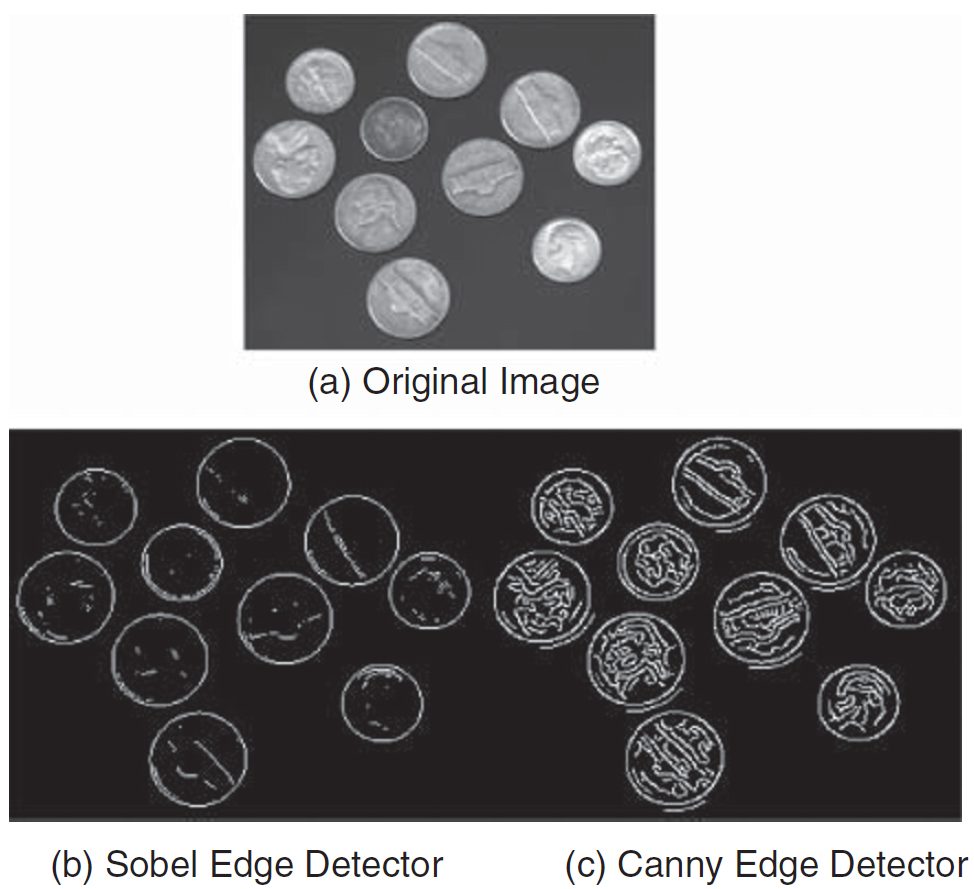 (a) Original Image
(b) Sobel Edge Detector
(c) Canny Edge Detector